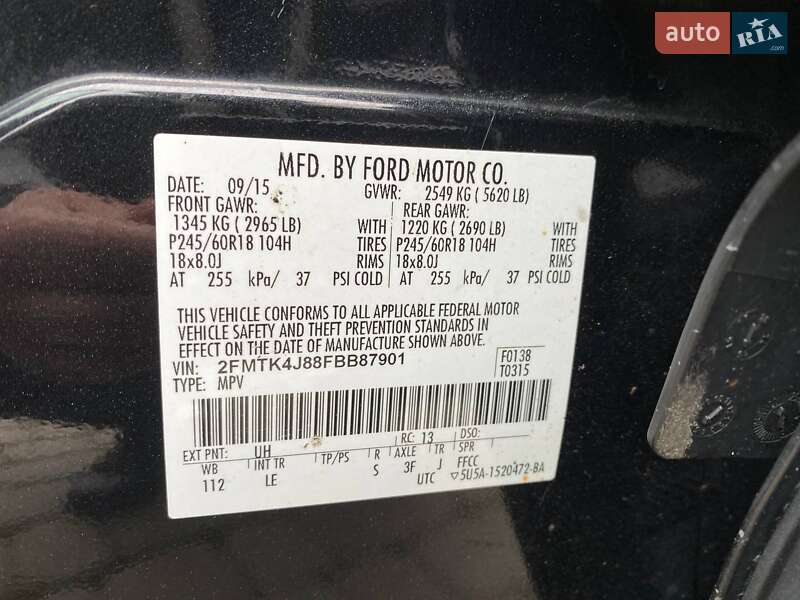 auto RIA .com
MFD. BY FORD MOTOR CO.
DATE: 09/15 GVWR: 2549 KG ( 5620 LB)
FRONT GAWR: REAR GAWR:
1345 KG ( 2965 LB) WITH 1220 KG ( 2690 LB) WITH
P245/60R18 104H TIRES P245/60R18 104H TIRES
18x8.0J RIMS 18x8.0J RIMS
AT 255 kPa/ 37 PSI COLD AT 255 kPa/ 37 PSI COLD
THIS VEHICLE CONFORMS TO ALL APPLICABLE FEDERAL MOTOR
VEHICLE SAFETY AND THEFT PREVENTION STANDARDS IN
EFFECT ON THE DATE OF MANUFACTURE SHOWN ABOVE.
VIN: 2FMTK4J88FBB87901 F0138
TYPE: MPV T0315
EXT PNT: UH RC: 13 DSO:
WB INT TR TP/PS R AXLE TR SPR
112 LE S 3F J FFCC
UTC ▽5U5A-1520472-BA